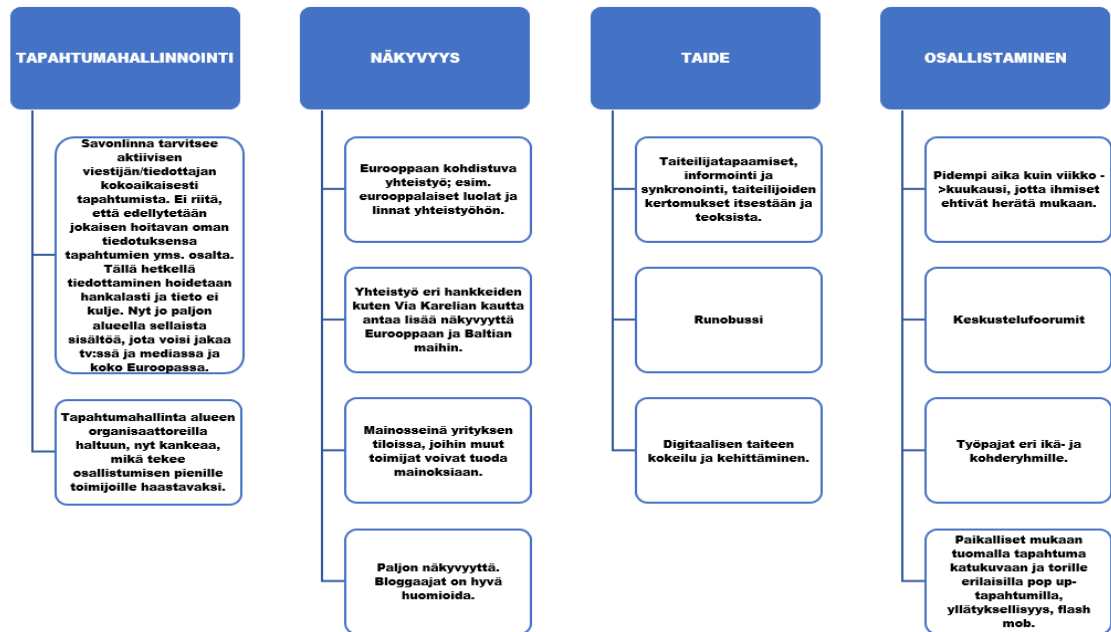 TAPAHTUMAHALLINNOINTI
Savonlinna tarvitsee
aktiivisen
viestijän/tiedottajan
kokoaikaisesti
tapahtumista. Ei riitä,
että edellytetään
jokaisen hoitavan oman
tiedotuksensa
tapahtumien yms. osalta.
Tällä hetkellä
tiedottaminen hoidetaan
hankalasti ja tieto ei
kulje. Nyt jo paljon
alueella sellaista
sisältöä, jota voisi jakaa
tv:ssä ja mediassa ja
koko Euroopassa.
Tapahtumahallinta alueen
organisaattoreilla
haltuun, nyt kankeaa,
mikä tekee
osallistumisen pienille
toimijoille haastavaksi.
NÄKYVYYS
Eurooppaan kohdistuva
yhteistyö; esim.
eurooppalaiset luolat ja
linnat yhteistyöhön.
Yhteistyö eri hankkeiden
kuten Via Karelian kautta
antaa lisää näkyvyyttä
Eurooppaan ja Baltian
maihin.
Mainosseinä yrityksen
tiloissa, joihin muut
toimijat voivat tuoda
mainoksiaan.
Paljon näkyvyyttä.
Bloggaajat on hyvä
huomioida.
TAIDE
Taiteilijatapaamiset,
informointi ja
synkronointi, taiteilijoiden
kertomukset itsestään ja
teoksista.
Runobussi
Digitaalisen taiteen
kokeilu ja kehittäminen.
OSALLISTAMINEN
Pidempi aika kuin viikko -
>kuukausi, jotta ihmiset
ehtivät herätä mukaan.
Keskustelufoorumit
Työpajat eri ikä- ja
kohderyhmille.
Paikalliset mukaan
tuomalla tapahtuma
katukuvaan ja torille
erilaisilla pop up-
tapahtumilla,
yllätyksellisyys, flash
mob.